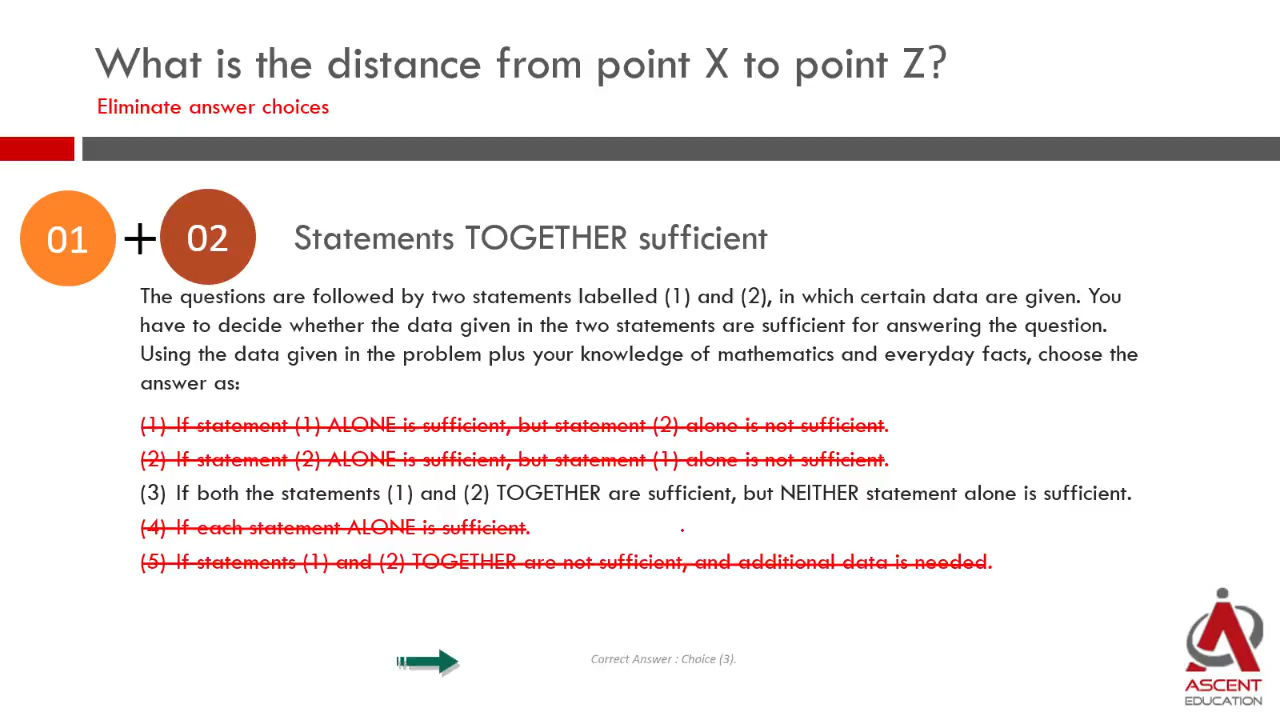 What is the distance from point X to point Z?
Eliminate answer choices
01 + 02 Statements TOGETHER sufficient
The questions are followed by two statements labelled (1) and (2), in which certain data are given. You
have to decide whether the data given in the two statements are sufficient for answering the question.
Using the data given in the problem plus your knowledge of mathematics and everyday facts, choose the
answer as:
(1) If statement (1) ALONE is sufficient, but statement (2) alone is not sufficient.
(2) If statement (2) ALONE is sufficient, but statement (1) alone is not sufficient.
(3) If both the statements (1) and (2) TOGETHER are sufficient, but NEITHER statement alone is sufficient.
(4) If each statement ALONE is sufficient.
(5) If statements (1) and (2) TOGETHER are not sufficient, and additional data is needed.
Correct Answer : Choice (3).
ASCENT
EDUCATION